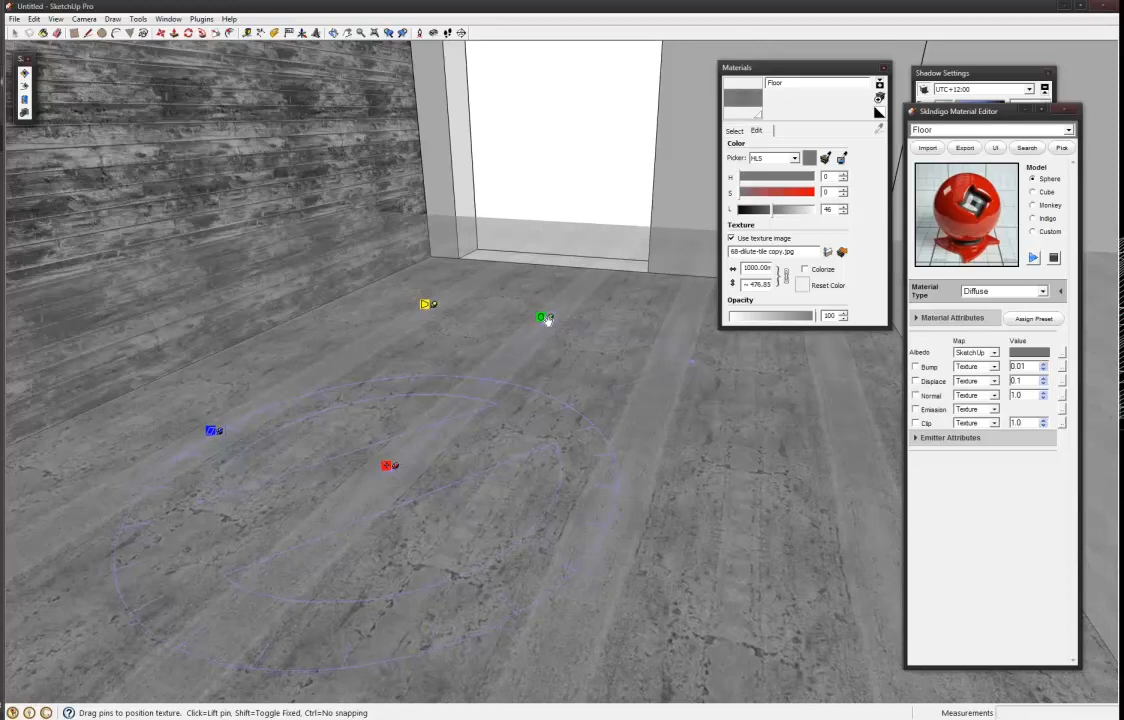 Untitled - SketchUp Pro
File Edit View Camera Draw Tools Window Plugins Help
S..
Materials
Floor
Select Edit
Color
Picker: HLS
H 0
S 0
L 46
Texture
Use texture image
68-dilute-tile copy.jpg
1000.00m
~ 476.85
Colorize
Reset Color
Opacity
100
Shadow Settings
UTC+12:00
SkIndigo Material Editor
Floor
Import Export UI Search Pick
Model
Sphere
Cube
Monkey
Indigo
Custom
Material Type Diffuse
Material Attributes Assign Preset
Map Value
Albedo SketchUp
Bump Texture 0.01
Displace Texture 0.1
Normal Texture 1.0
Emission Texture
Clip Texture 1.0
Emitter Attributes
Drag pins to position texture. Click=Lift pin, Shift=Toggle Fixed, Ctrl=No snapping
Measurements